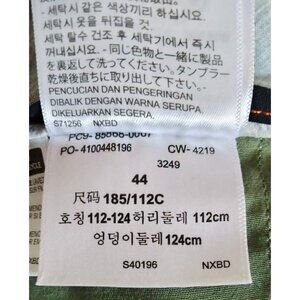 - 세탁시 같은 색상끼리 하십시오.
- 세탁시 옷을 뒤집을 것.
- 세탁 탈수 건조 후 세탁기에서 즉시
꺼내십시오. - 同じ色物と一緒に製品
を裏返して洗ってください。タンブラー
乾燥後直ちに取り出してください。
PENCUCIAN DAN PENGERINGAN
DIBALIK DENGAN WARNA SERUPA.
DIKELUARKAN SEGERA.
S71256 NXBD
PO- 4100448196 CW- 4219
3249
44
尺码 185/112C
호칭 112-124 허리둘레 112cm
엉덩이둘레 124cm
S40196 NXBD